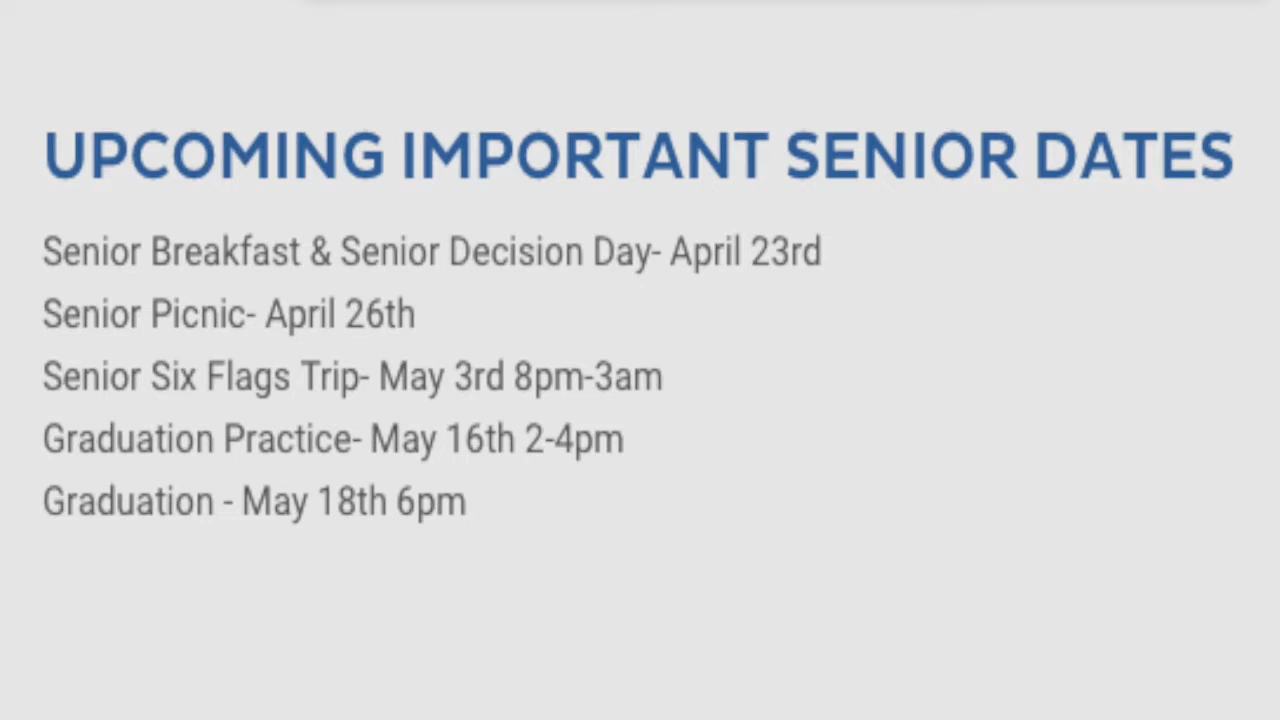 UPCOMING IMPORTANT SENIOR DATES
Senior Breakfast & Senior Decision Day- April 23rd
Senior Picnic- April 26th
Senior Six Flags Trip- May 3rd 8pm-3am
Graduation Practice- May 16th 2-4pm
Graduation - May 18th 6pm